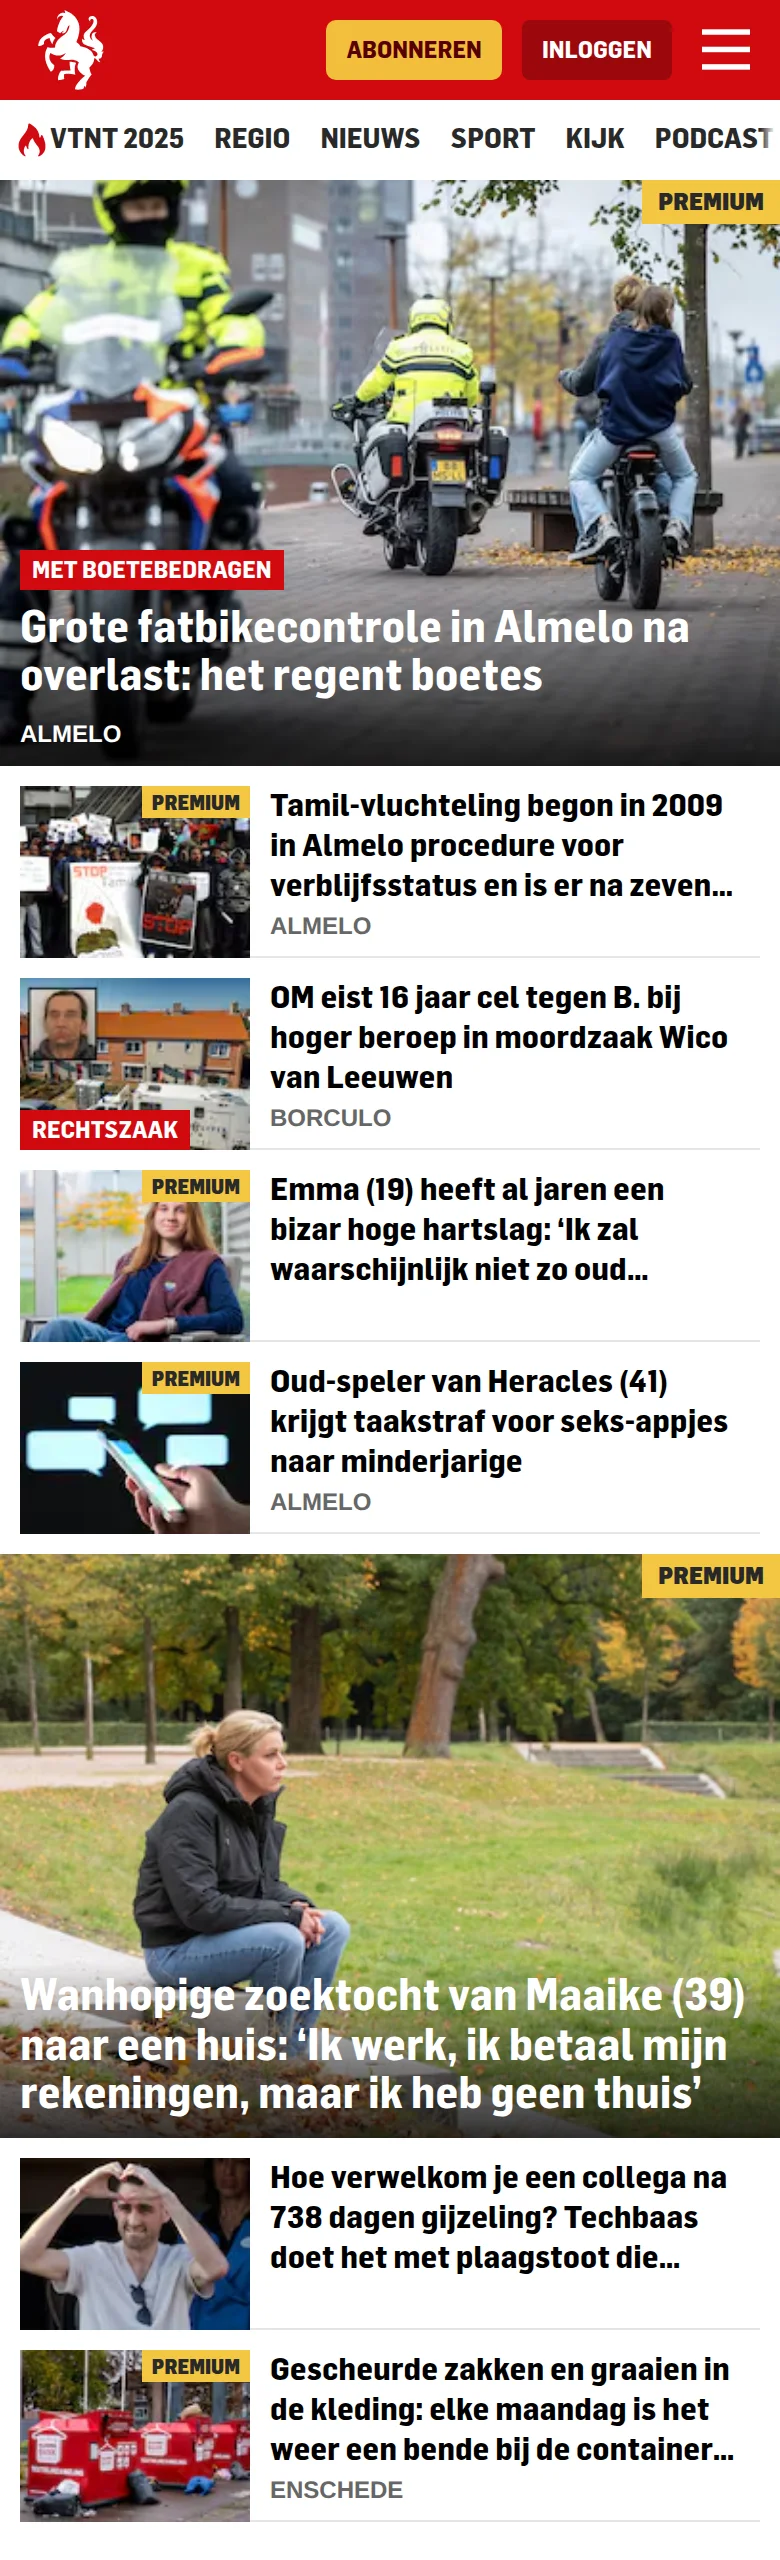 ABONNEREN
INLOGGEN
VTNT 2025
REGIO
NIEUWS
SPORT
KIJK
PODCAST
PREMIUM
MET BOETEBEDRAGEN
Grote fatbikecontrole in Almelo na
overlast: het regent boetes
ALMELO
PREMIUM
STOP
STOP
Tamil-vluchteling begon in 2009
in Almelo procedure voor
verblijfsstatus en is er na zeven...
ALMELO
RECHTSZAAK
OM eist 16 jaar cel tegen B. bij
hoger beroep in moordzaak Wico
van Leeuwen
BORCULO
PREMIUM
Emma (19) heeft al jaren een
bizar hoge hartslag: ‘Ik zal
waarschijnlijk niet zo oud...
PREMIUM
Oud-speler van Heracles (41)
krijgt taakstraf voor seks-appjes
naar minderjarige
ALMELO
PREMIUM
Wanhopige zoektocht van Maaike (39)
naar een huis: ‘Ik werk, ik betaal mijn
rekeningen, maar ik heb geen thuis’
Hoe verwelkom je een collega na
738 dagen gijzeling? Techbaas
doet het met plaagstoot die...
PREMIUM
Gescheurde zakken en graaien in
de kleding: elke maandag is het
weer een bende bij de container...
ENSCHEDE